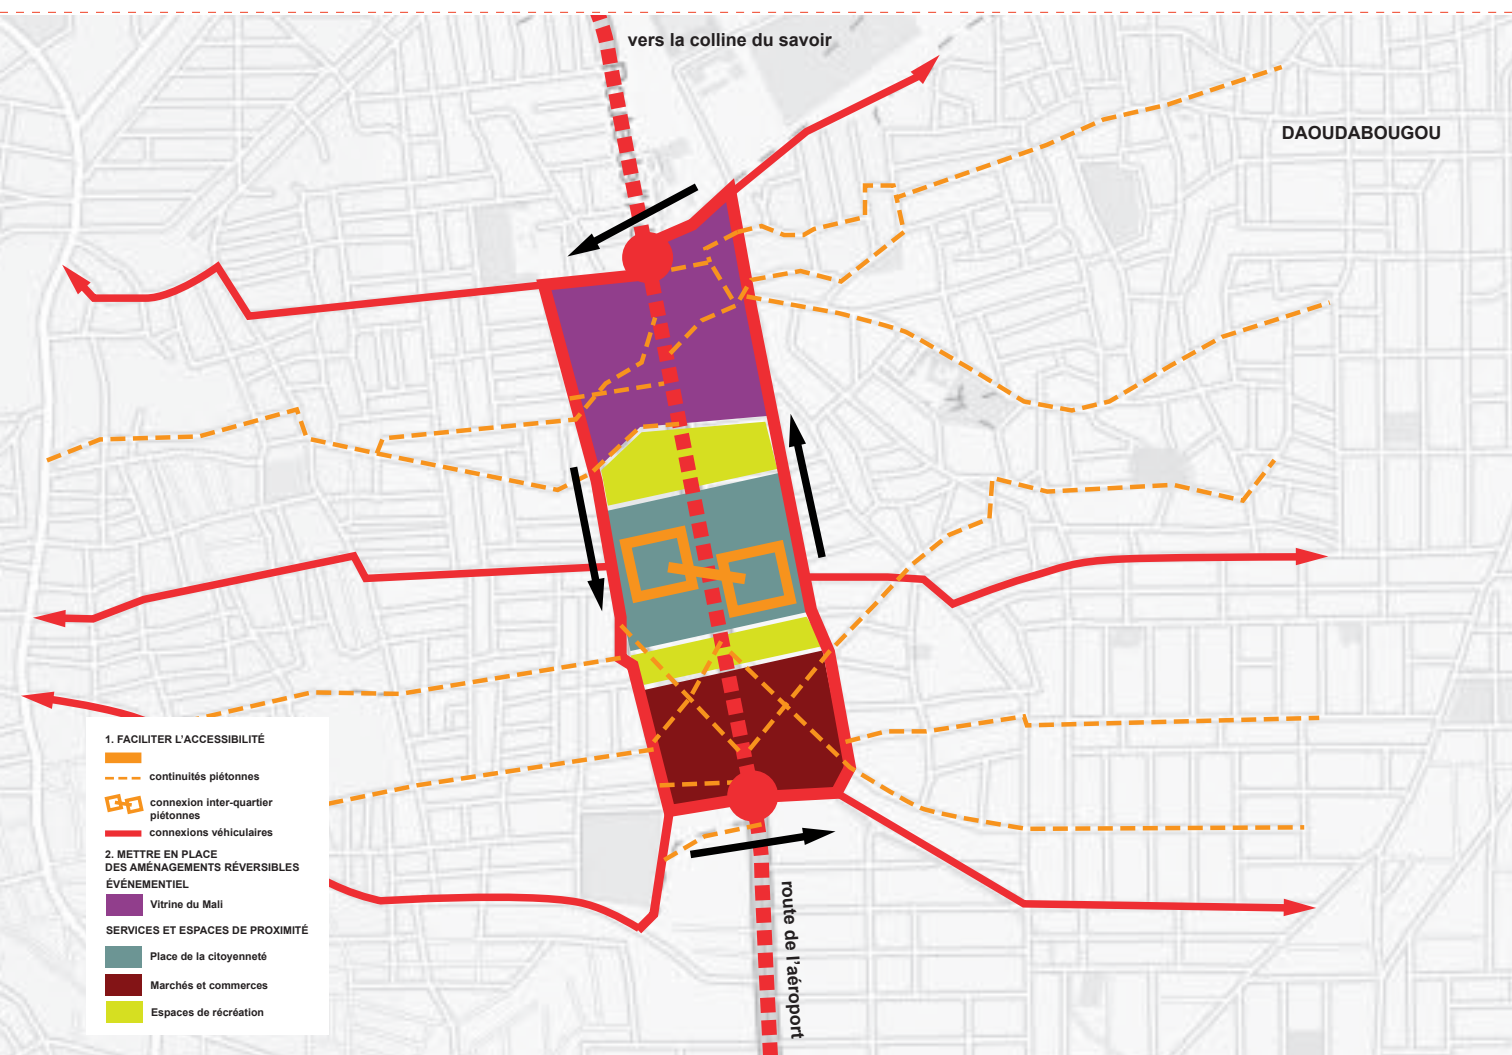 vers la colline du savoir
DAOUDABOUGOU
1. FACILITER L'ACCESSIBILITÉ
continuités piétonnes
connexion inter-quartier
piétonnes
connexions véhiculaires
2. METTRE EN PLACE
DES AMÉNAGEMENTS RÉVERSIBLES
ÉVÉNEMENTIEL
Vitrine du Mali
SERVICES ET ESPACES DE PROXIMITÉ
Place de la citoyenneté
Marchés et commerces
Espaces de récréation
route de l'aéroport